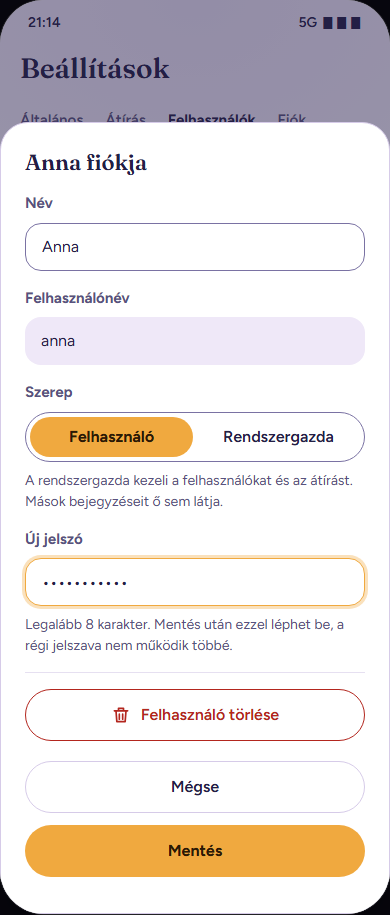 21:14
5G
Beállítások
Általános Átírás Felhasználók Fiók
Anna fiókja
Név
Anna
Felhasználónév
anna
Szerep
Felhasználó Rendszergazda
A rendszergazda kezeli a felhasználókat és az átírást.
Mások bejegyzéseit ő sem látja.
Új jelszó
•••••••••••
Legalább 8 karakter. Mentés után ezzel léphet be, a
régi jelszava nem működik többé.
Felhasználó törlése
Mégse
Mentés